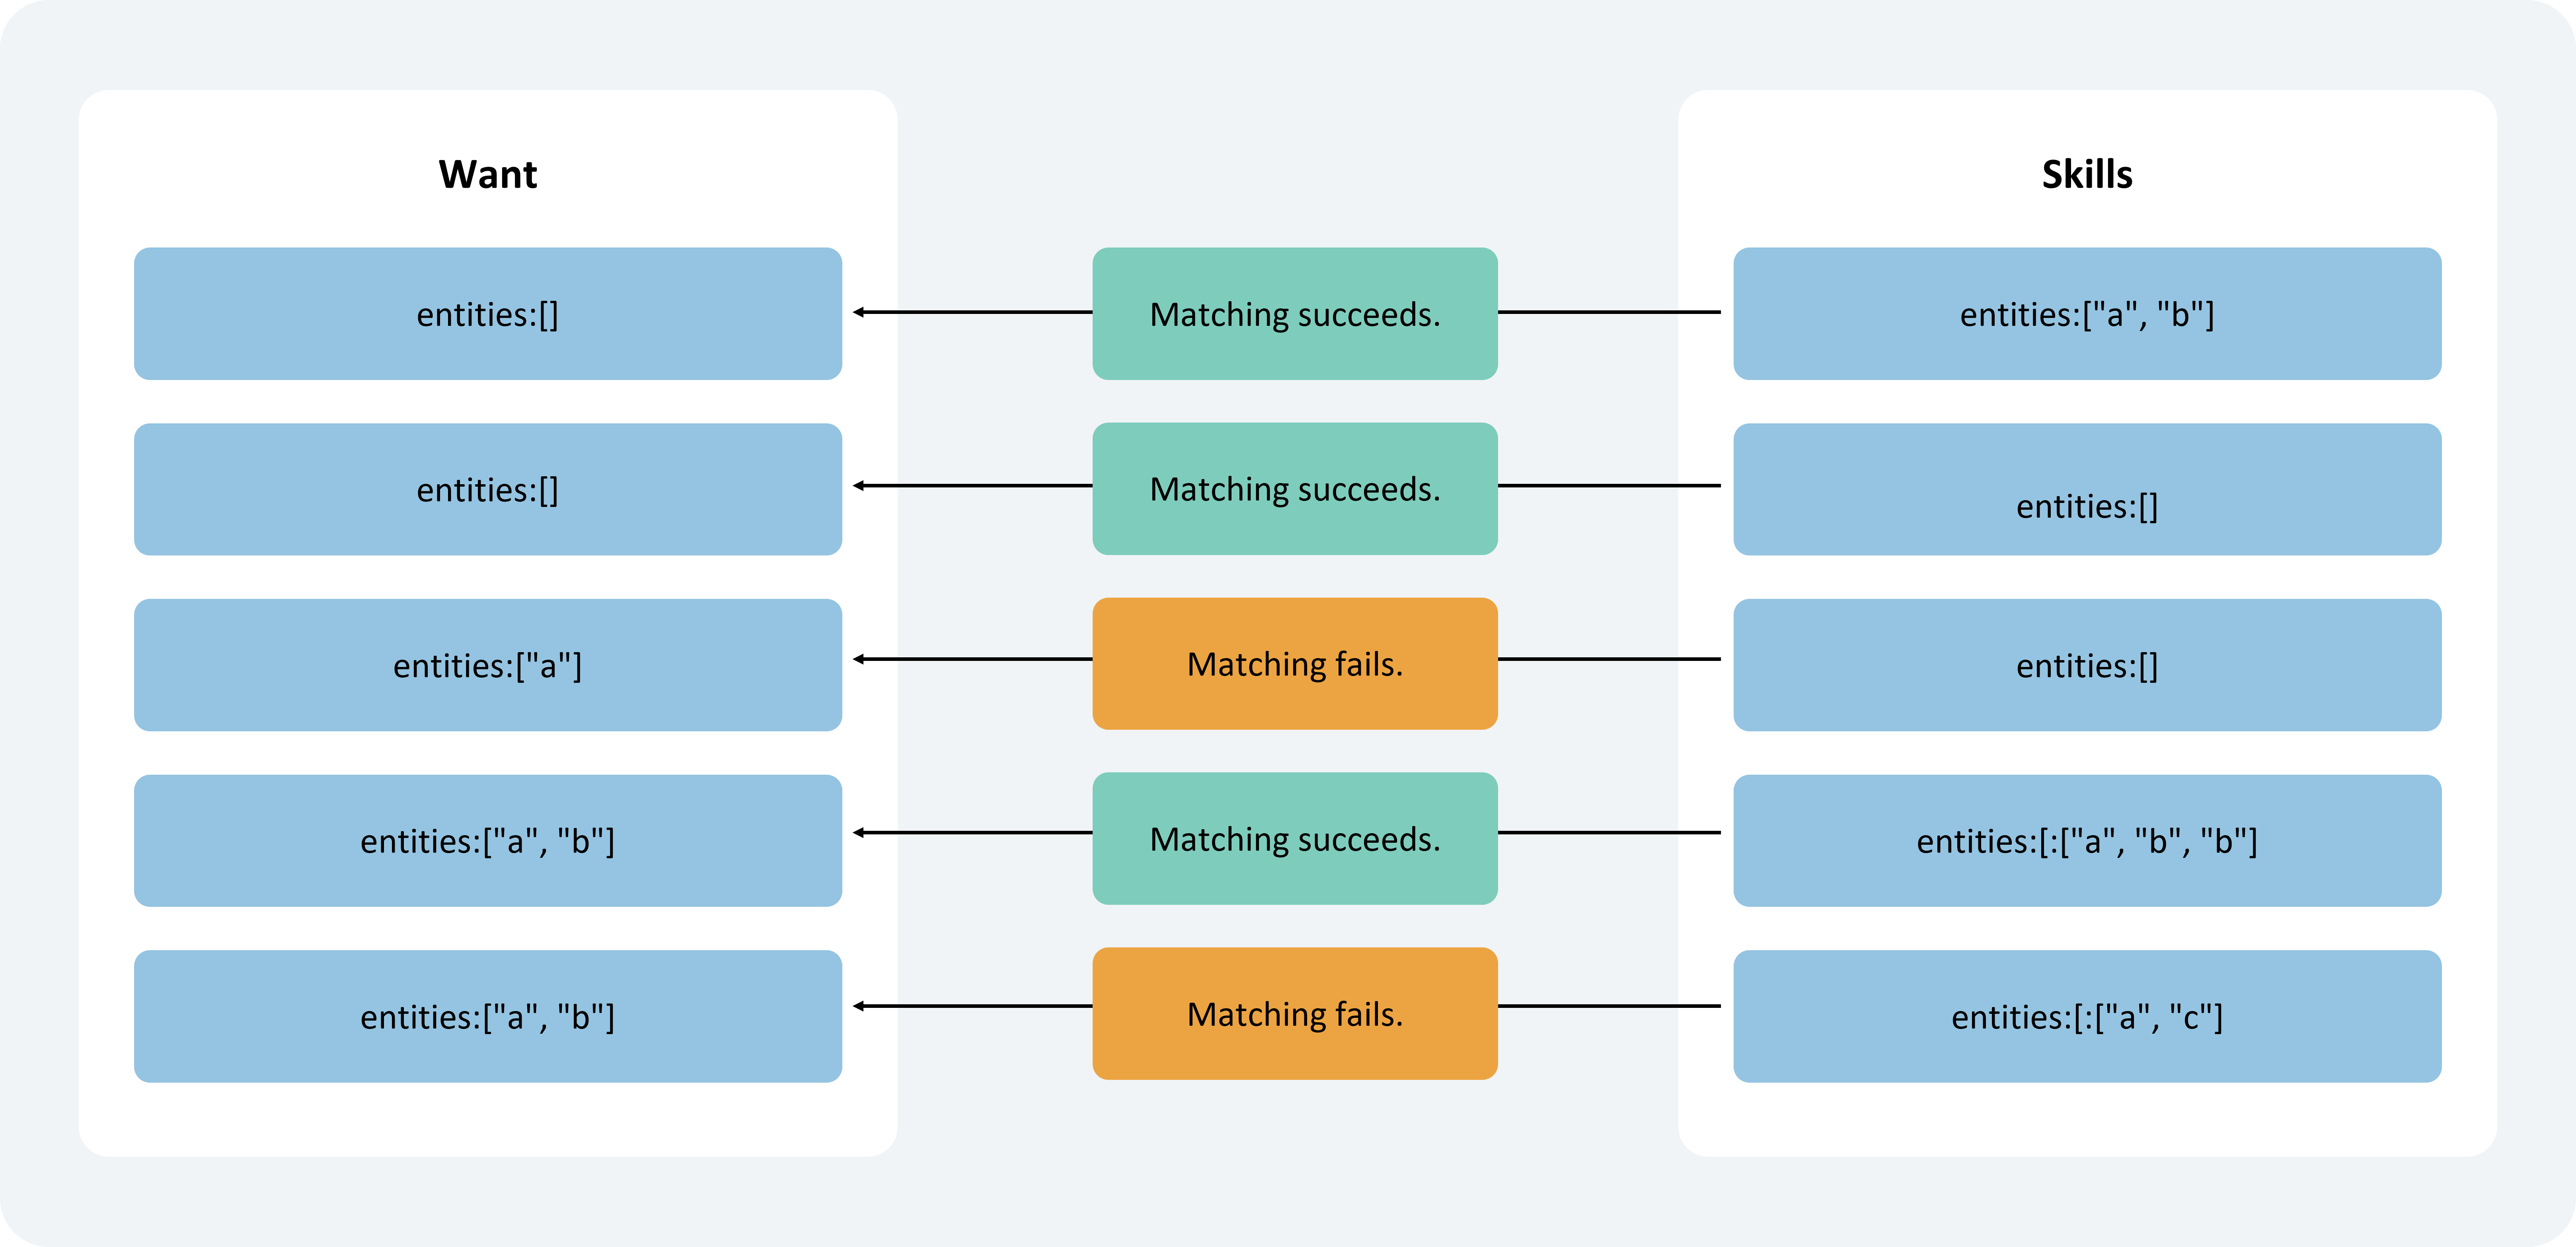 Want
Skills
entities:[]
Matching succeeds.
entities:["a", "b"]
entities:[]
Matching succeeds.
entities:[]
entities:["a"]
Matching fails.
entities:[]
entities:["a", "b"]
Matching succeeds.
entities:[:["a", "b", "b"]
entities:["a", "b"]
Matching fails.
entities:[:["a", "c"]